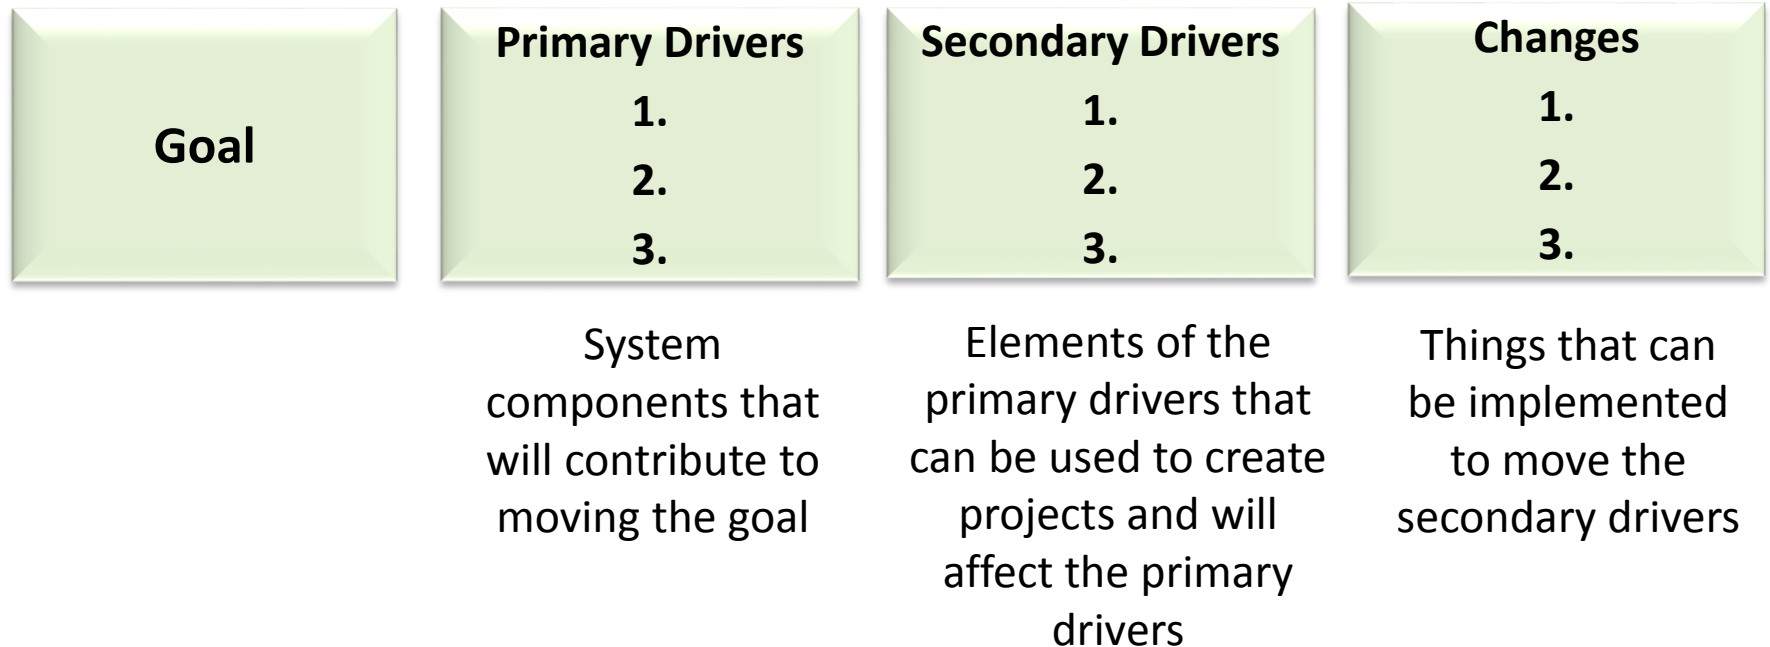 Goal
Primary Drivers
1.
2.
3.
Secondary Drivers
1.
2.
3.
Changes
1.
2.
3.
System
components that
will contribute to
moving the goal
Elements of the
primary drivers that
can be used to create
projects and will
affect the primary
drivers
Things that can
be implemented
to move the
secondary drivers